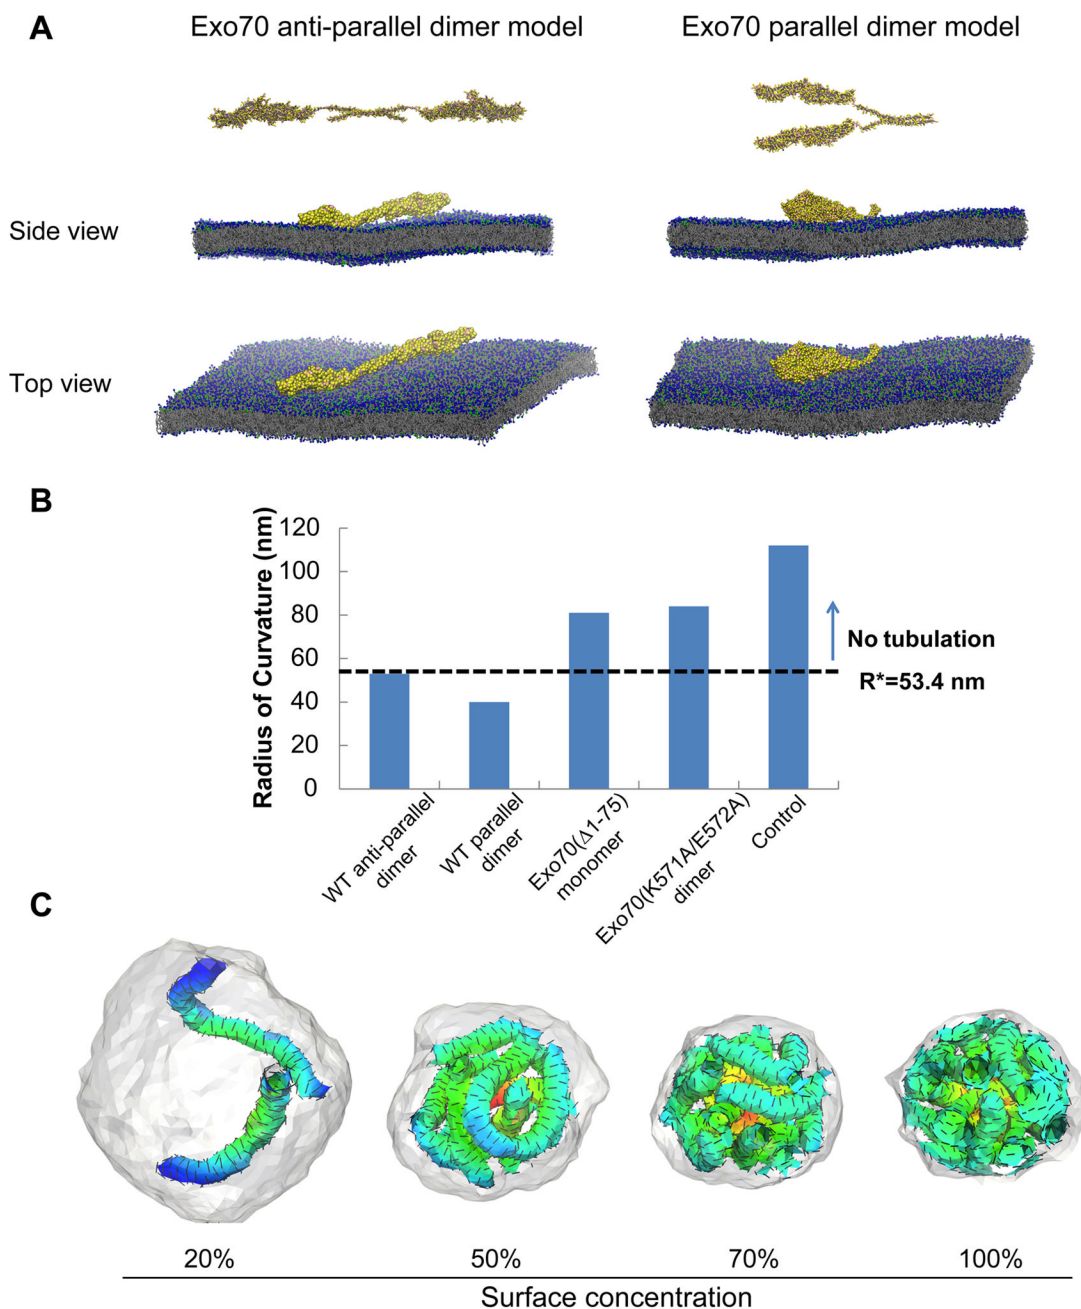 A
Exo70 anti-parallel dimer model
Exo70 parallel dimer model
Side view
Top view
B
Radius of Curvature (nm)
120
100
80
60
40
20
0
No tubulation
R*=53.4 nm
WT anti-parallel
dimer
WT parallel
dimer
Exo70(Δ1-75)
monomer
Exo70(K571A/E572A)
dimer
Control
C
20%
50%
70%
100%
Surface concentration